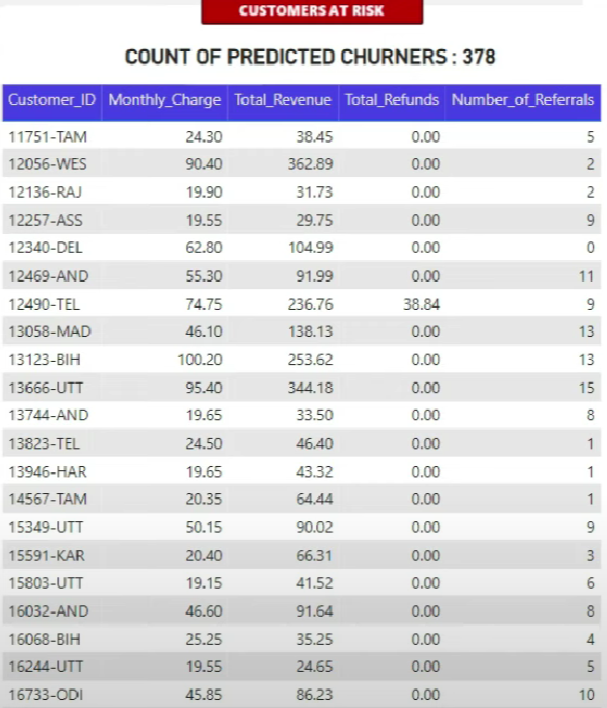 CUSTOMERS AT RISK
COUNT OF PREDICTED CHURNERS : 378
Customer_ID Monthly_Charge Total_Revenue Total_Refunds Number_of_Referrals
11751-TAM 24.30 38.45 0.00 5
12056-WES 90.40 362.89 0.00 2
12136-RAJ 19.90 31.73 0.00 2
12257-ASS 19.55 29.75 0.00 9
12340-DEL 62.80 104.99 0.00 0
12469-AND 55.30 91.99 0.00 11
12490-TEL 74.75 236.76 38.84 9
13058-MAD 46.10 138.13 0.00 13
13123-BIH 100.20 253.62 0.00 13
13666-UTT 95.40 344.18 0.00 15
13744-AND 19.65 33.50 0.00 8
13823-TEL 24.50 46.40 0.00 1
13946-HAR 19.65 43.32 0.00 1
14567-TAM 20.35 64.44 0.00 1
15349-UTT 50.15 90.02 0.00 9
15591-KAR 20.40 66.31 0.00 3
15803-UTT 19.15 41.52 0.00 6
16032-AND 46.60 91.64 0.00 8
16068-BIH 25.25 35.25 0.00 4
16244-UTT 19.55 24.65 0.00 5
16733-ODI 45.85 86.23 0.00 10